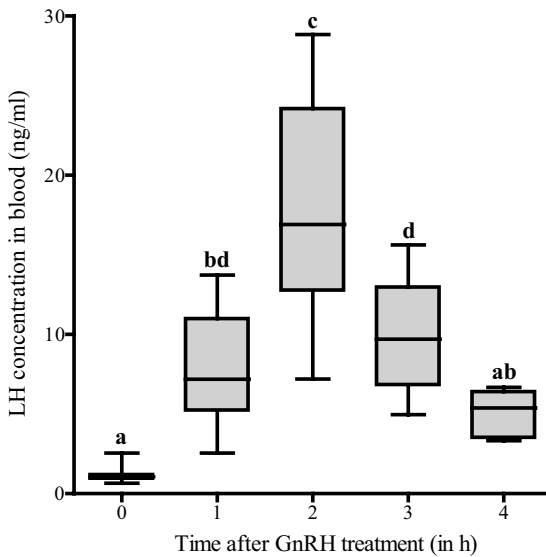 30
c
20
d
bd
10
ab
a
0
0 1 2 3 4
LH concentration in blood (ng/ml)
Time after GnRH treatment (in h)